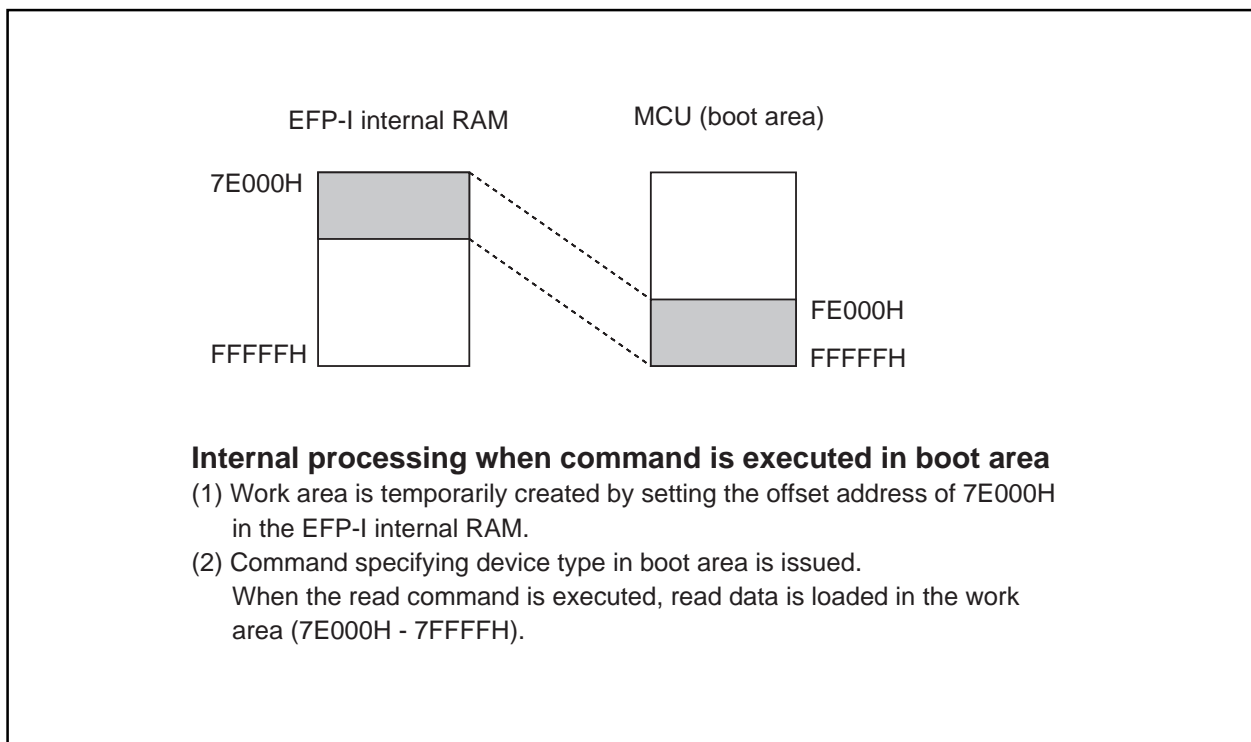 EFP-I internal RAM
MCU (boot area)
7E000H
FE000H
FFFFFH
FFFFFH
Internal processing when command is executed in boot area
(1) Work area is temporarily created by setting the offset address of 7E000H
in the EFP-I internal RAM.
(2) Command specifying device type in boot area is issued.
When the read command is executed, read data is loaded in the work
area (7E000H - 7FFFFH).